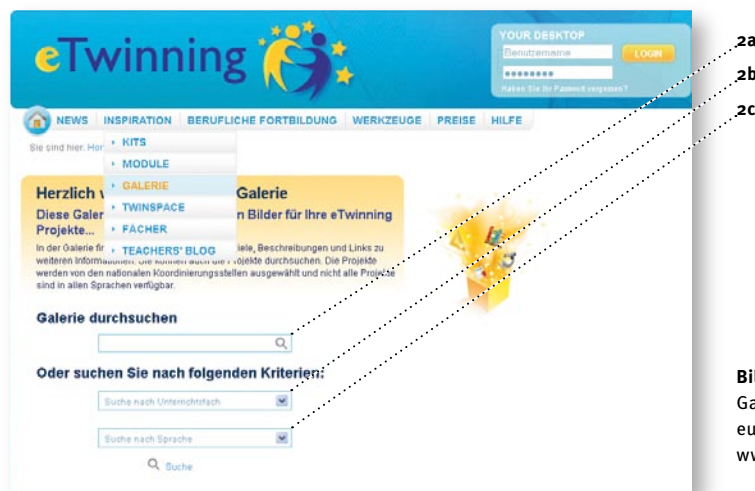 eTwinning
YOUR DESKTOP
Benutzername
LOGIN
Haben Sie Ihr Passwort vergessen?
NEWS INSPIRATION BERUFLICHE FORTBILDUNG WERKZEUGE PREISE HILFE
Sie sind hier: Hor
KITS
MODULE
GALERIE
TWINSPACE
FÄCHER
TEACHERS' BLOG
Herzlich Galerie
Diese Galer n Bilder für Ihre eTwinning
Projekte...
In der Galerie fir iele, Beschreibungen und Links zu
weiteren Informationen. Sie können auch die Projekte durchsuchen. Die Projekte
werden von den nationalen Koordinierungsstellen ausgewählt und nicht alle Projekte
sind in allen Sprachen verfügbar.
Galerie durchsuchen
Oder suchen Sie nach folgenden Kriterien:
Suche nach Unterrichtsfach
Suche nach Sprache
Suche
2a
2b
2c
Bil
Ga
eu